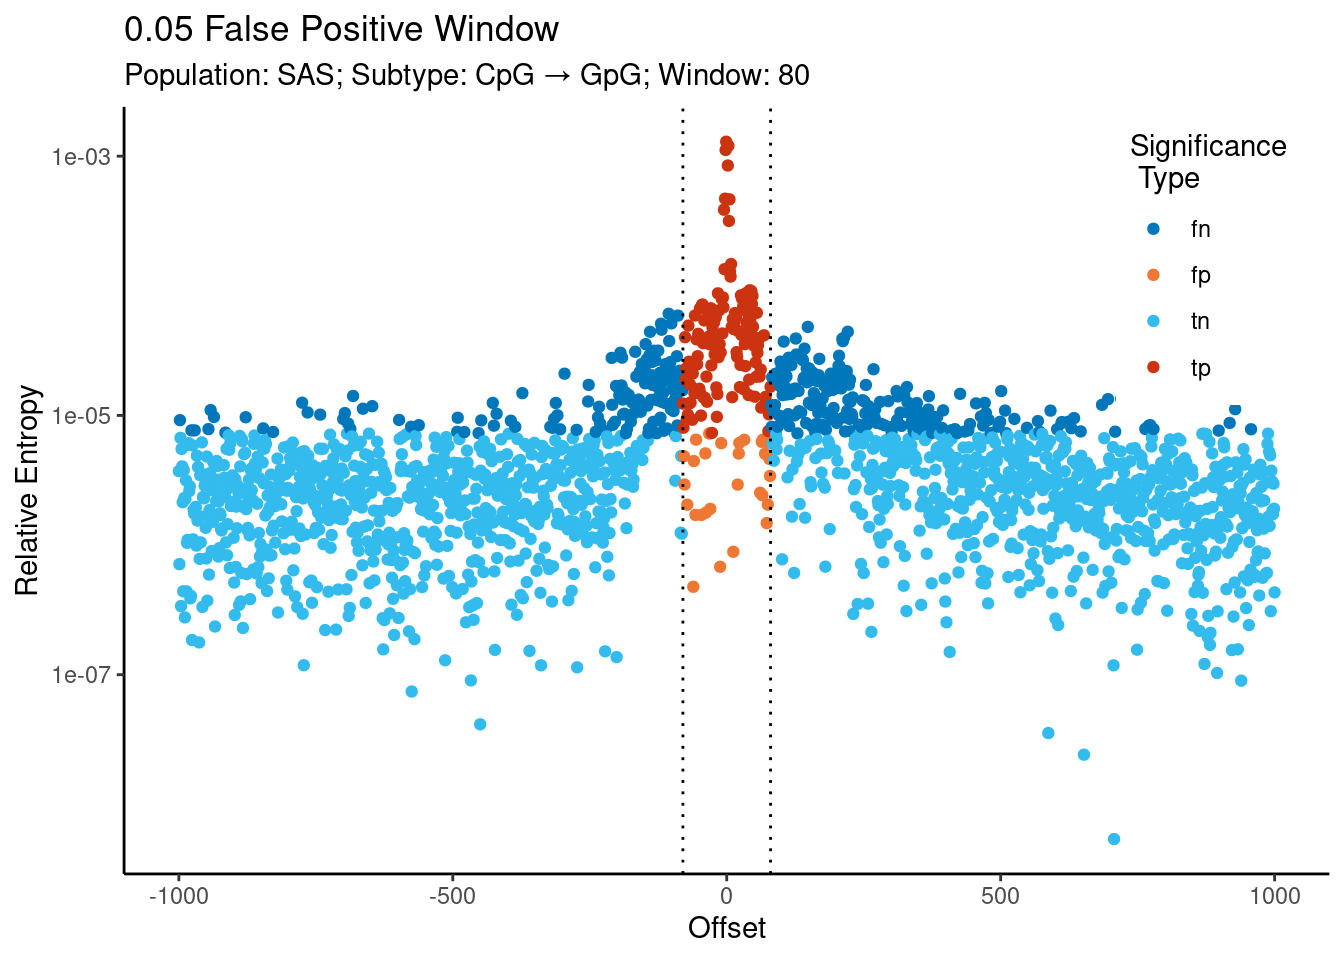 0.05 False Positive Window
Population: SAS; Subtype: CpG → GpG; Window: 80
Significance
Type
fn
fp
tn
tp
1e-03
1e-05
1e-07
Relative Entropy
-1000
-500
0
500
1000
Offset